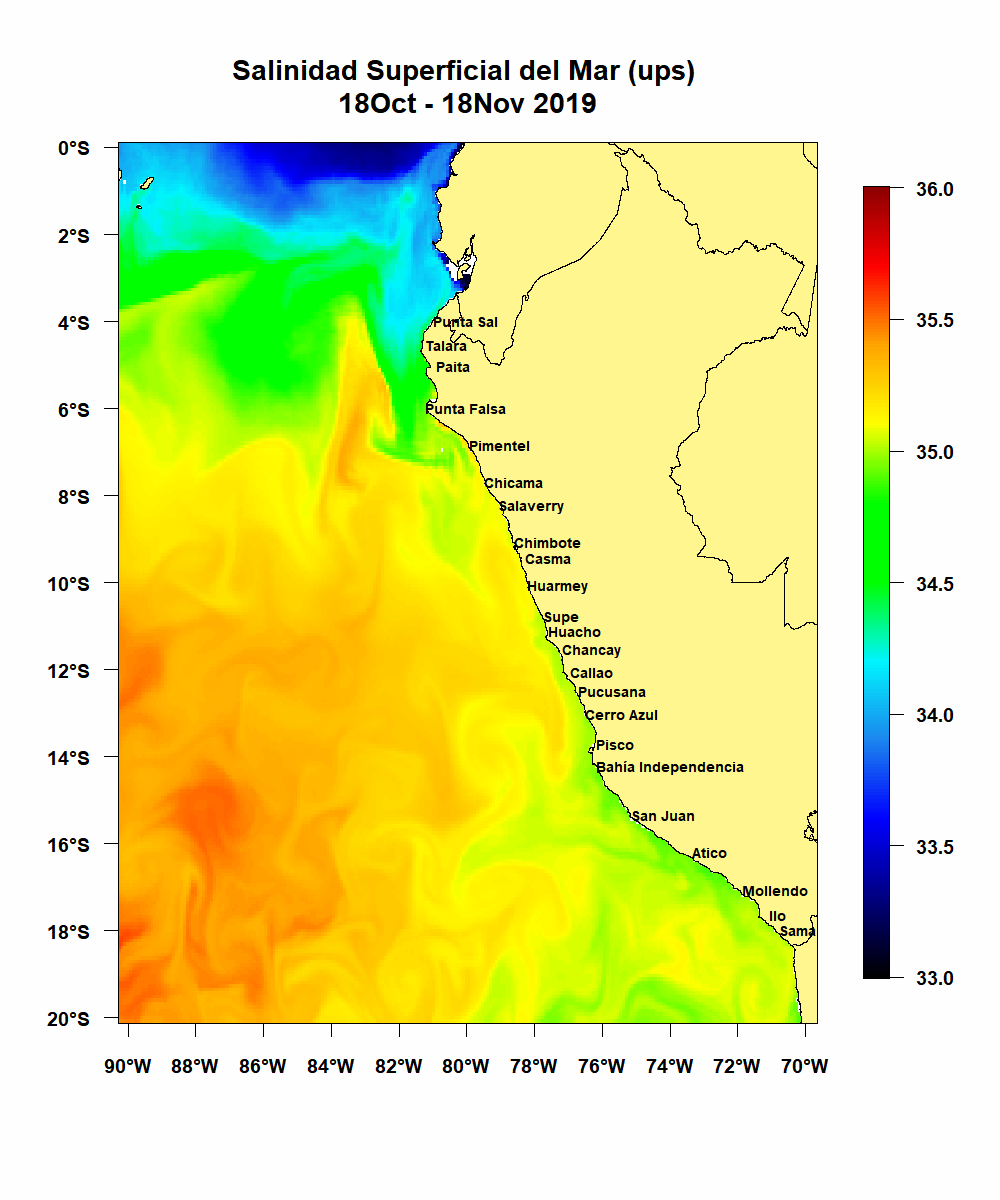 Salinidad Superficial del Mar (ups)
18Oct - 18Nov 2019
0°S
2°S
4°S
6°S
8°S
10°S
12°S
14°S
16°S
18°S
20°S
Punta Sal
Talara
Paita
Punta Falsa
Pimentel
Chicama
Salaverry
Chimbote
Casma
Huarmey
Supe
Huacho
Chancay
Callao
Pucusana
Cerro Azul
Pisco
Bahía Independencia
San Juan
Atico
Mollendo
Ilo
Sama
36.0
35.5
35.0
34.5
34.0
33.5
33.0
90°W 88°W 86°W 84°W 82°W 80°W 78°W 76°W 74°W 72°W 70°W